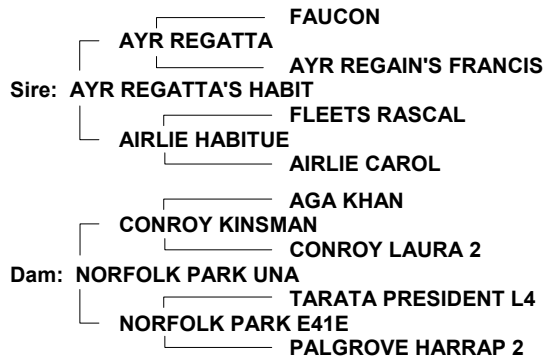 FAUCON
AYR REGATTA
AYR REGAIN'S FRANCIS
Sire: AYR REGATTA'S HABIT
FLEETS RASCAL
AIRLIE HABITUE
AIRLIE CAROL
AGA KHAN
CONROY KINSMAN
CONROY LAURA 2
Dam: NORFOLK PARK UNA
TARATA PRESIDENT L4
NORFOLK PARK E41E
PALGROVE HARRAP 2